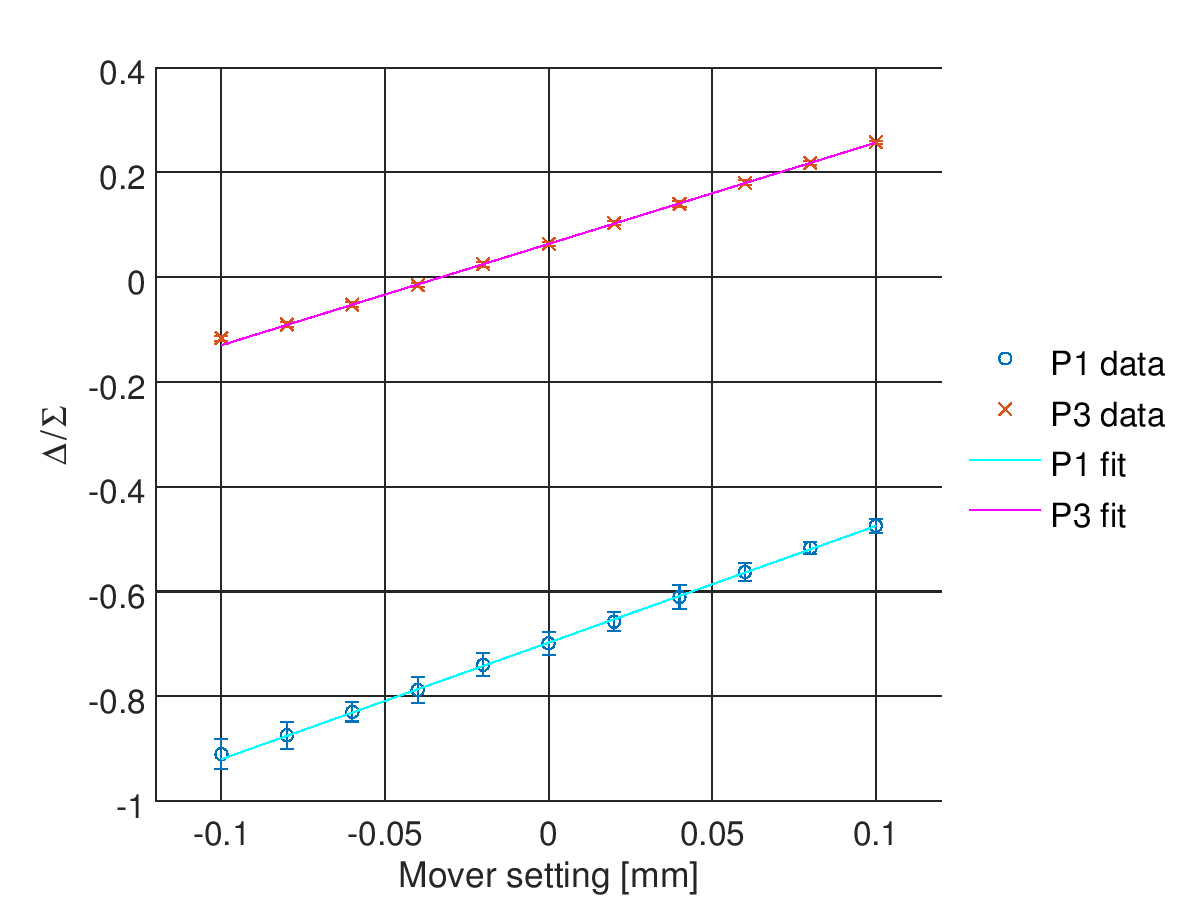 0.4
0.2
0
-0.2
-0.4
-0.6
-0.8
-1
Δ/Σ
-0.1 -0.05 0 0.05 0.1
Mover setting [mm]
P1 data
P3 data
P1 fit
P3 fit